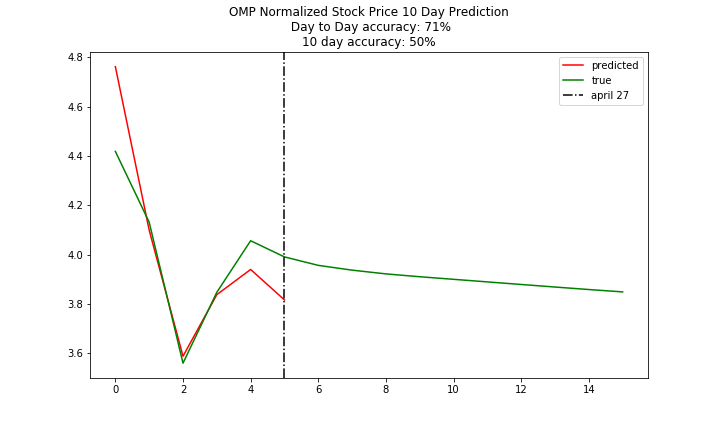 OMP Normalized Stock Price 10 Day Prediction
Day to Day accuracy: 71%
10 day accuracy: 50%
predicted
true
april 27
4.8
4.6
4.4
4.2
4.0
3.8
3.6
0 2 4 6 8 10 12 14